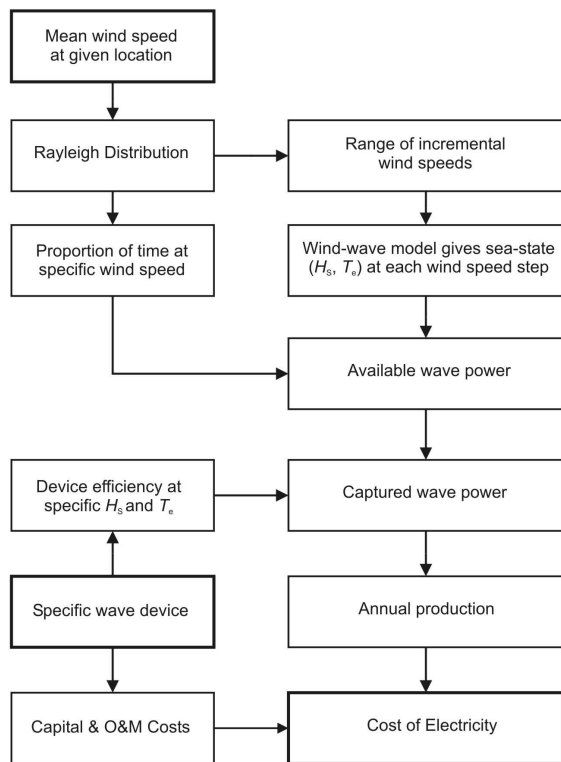 Mean wind speed
at given location
Rayleigh Distribution
Range of incremental
wind speeds
Proportion of time at
specific wind speed
Wind-wave model gives sea-state
(Hs, Te) at each wind speed step
Available wave power
Device efficiency at
specific Hs and Te
Captured wave power
Specific wave device
Annual production
Capital & O&M Costs
Cost of Electricity